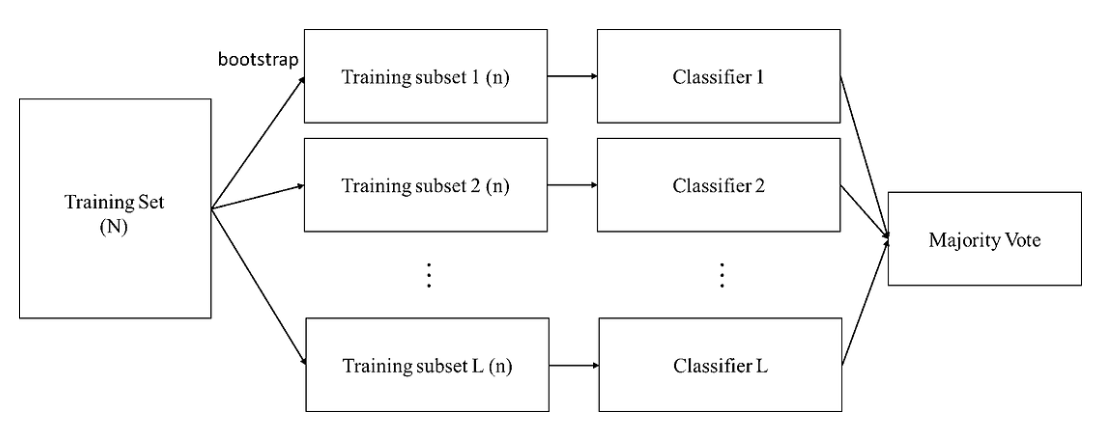 bootstrap
Training Set
(N)
Training subset 1 (n)
Classifier 1
Training subset 2 (n)
Classifier 2
⋮
⋮
Training subset L (n)
Classifier L
Majority Vote